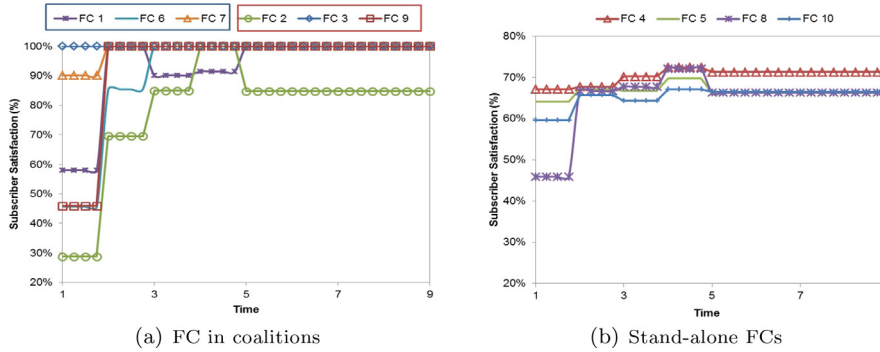 FC 1 FC 6 FC 7 FC 2 FC 3 FC 9
100%
90%
80%
70%
60%
50%
40%
30%
20%
Subscriber Satisfaction (%)
1 3 5 7 9
Time
(a) FC in coalitions
FC 4 FC 5 FC 8 FC 10
80%
70%
60%
50%
40%
30%
20%
Subscriber Satisfaction (%)
1 3 5 7
Time
(b) Stand-alone FCs